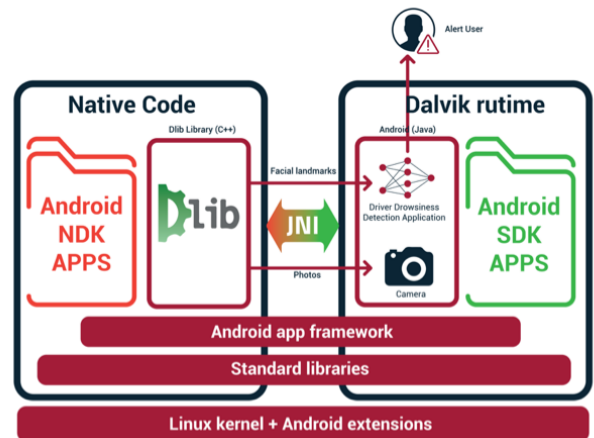 Alert User
Native Code
Dalvik rutime
Dlib Library (C++)
Android (Java)
Android
NDK
APPS
Dlib
Facial landmarks
JNI
Photos
Driver Drowsiness
Detection Application
Camera
Android
SDK
APPS
Android app framework
Standard libraries
Linux kernel + Android extensions